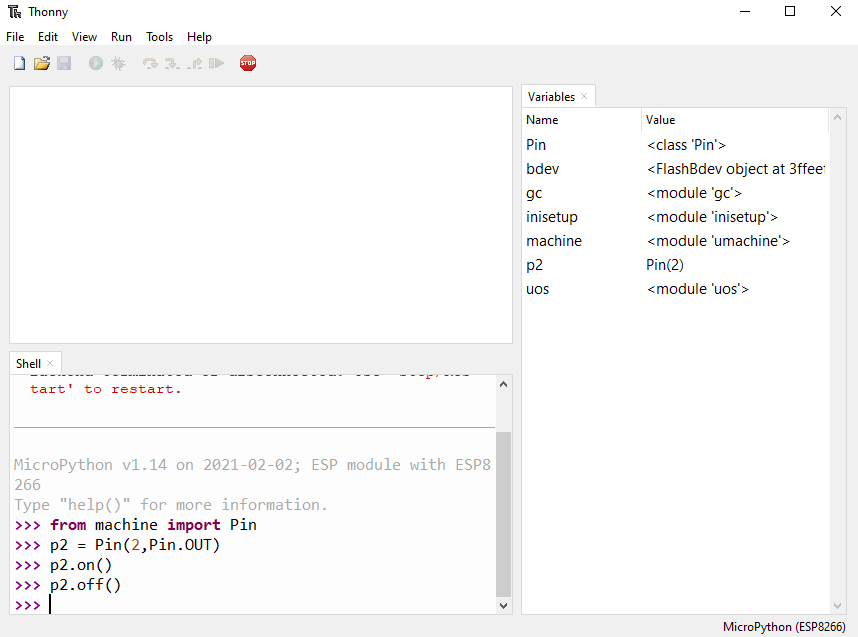 Thonny
File Edit View Run Tools Help
STOP
Variables
Name Value
Pin <class 'Pin'>
bdev <FlashBdev object at 3ffeef
gc <module 'gc'>
inisetup <module 'inisetup'>
machine <module 'umachine'>
p2 Pin(2)
uos <module 'uos'>
Shell
tart' to restart.
MicroPython v1.14 on 2021-02-02; ESP module with ESP8
266
Type "help()" for more information.
>>> from machine import Pin
>>> p2 = Pin(2,Pin.OUT)
>>> p2.on()
>>> p2.off()
>>>
MicroPython (ESP8266)